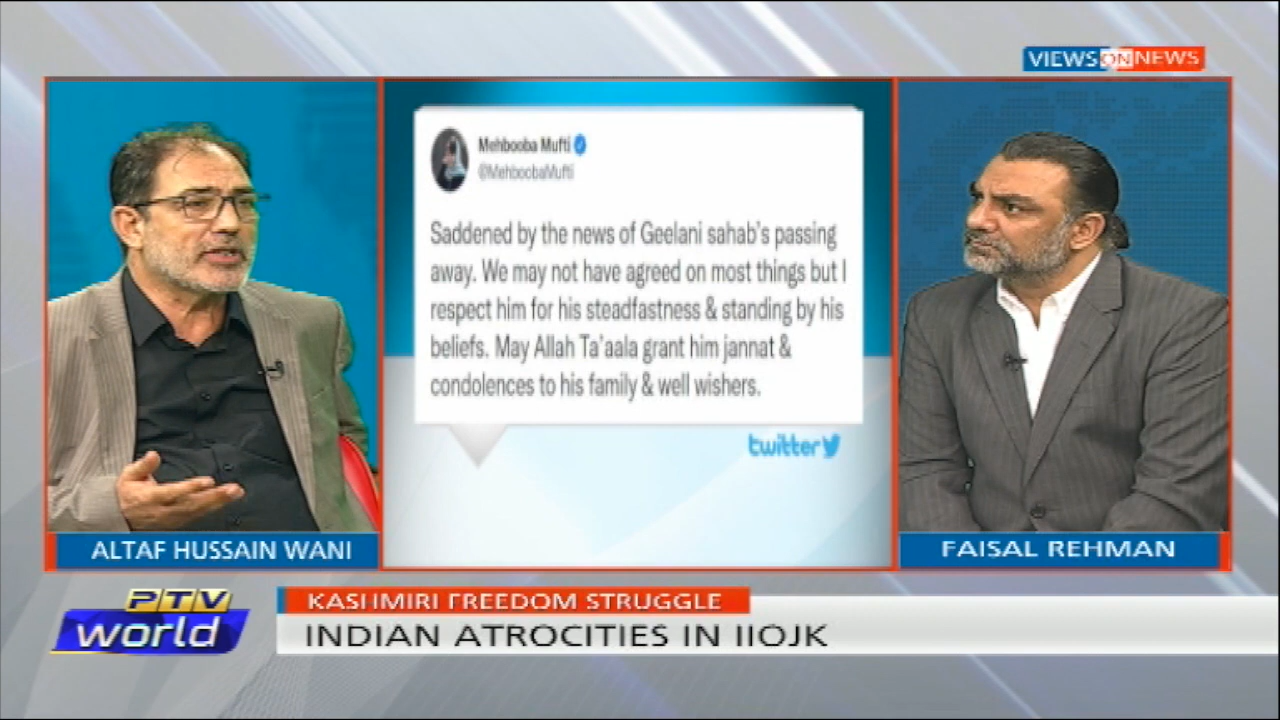 VIEWS ON NEWS
Mehbooba Mufti
@MehboobaMufti
Saddened by the news of Geelani sahab's passing
away. We may not have agreed on most things but I
respect him for his steadfastness & standing by his
beliefs. May Allah Ta'aala grant him jannat &
condolences to his family & well wishers.
twitter
ALTAF HUSSAIN WANI
FAISAL REHMAN
PTV
world
KASHMIRI FREEDOM STRUGGLE
INDIAN ATROCITIES IN IIOJK